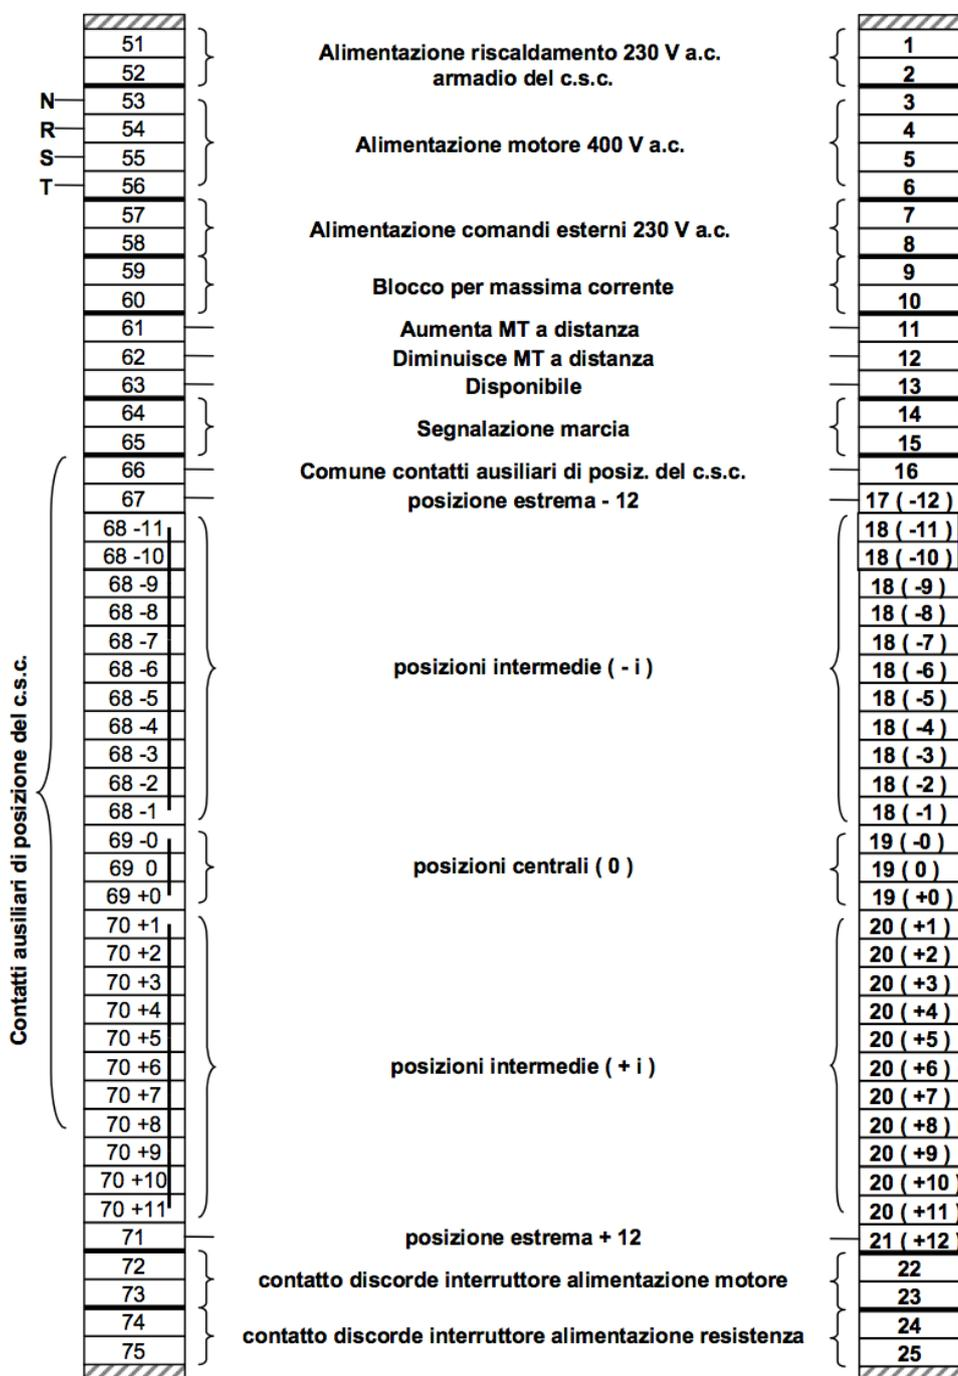 51 Alimentazione riscaldamento 230 V a.c. 1
52 armadio del c.s.c. 2
N 53 3
R 54 Alimentazione motore 400 V a.c. 4
S 55 5
T 56 6
57 Alimentazione comandi esterni 230 V a.c. 7
58 8
59 Blocco per massima corrente 9
60 10
61 Aumenta MT a distanza 11
62 Diminuisce MT a distanza 12
63 Disponibile 13
64 Segnalazione marcia 14
65 15
66 Comune contatti ausiliari di posiz. del c.s.c. 16
67 posizione estrema - 12 17 ( -12 )
68 -11 18 ( -11 )
68 -10 18 ( -10 )
68 -9 18 ( -9 )
68 -8 18 ( -8 )
68 -7 18 ( -7 )
68 -6 posizioni intermedie ( - i ) 18 ( -6 )
68 -5 18 ( -5 )
68 -4 18 ( -4 )
68 -3 18 ( -3 )
68 -2 18 ( -2 )
68 -1 18 ( -1 )
Contatti ausiliari di posizione del c.s.c.
69 -0 19 ( -0 )
69 0 posizioni centrali ( 0 ) 19 ( 0 )
69 +0 19 ( +0 )
70 +1 20 ( +1 )
70 +2 20 ( +2 )
70 +3 20 ( +3 )
70 +4 20 ( +4 )
70 +5 20 ( +5 )
70 +6 posizioni intermedie ( + i ) 20 ( +6 )
70 +7 20 ( +7 )
70 +8 20 ( +8 )
70 +9 20 ( +9 )
70 +10 20 ( +10 )
70 +11 20 ( +11 )
71 posizione estrema + 12 21 ( +12 )
72 contatto discorde interruttore alimentazione motore 22
73 23
74 contatto discorde interruttore alimentazione resistenza 24
75 25